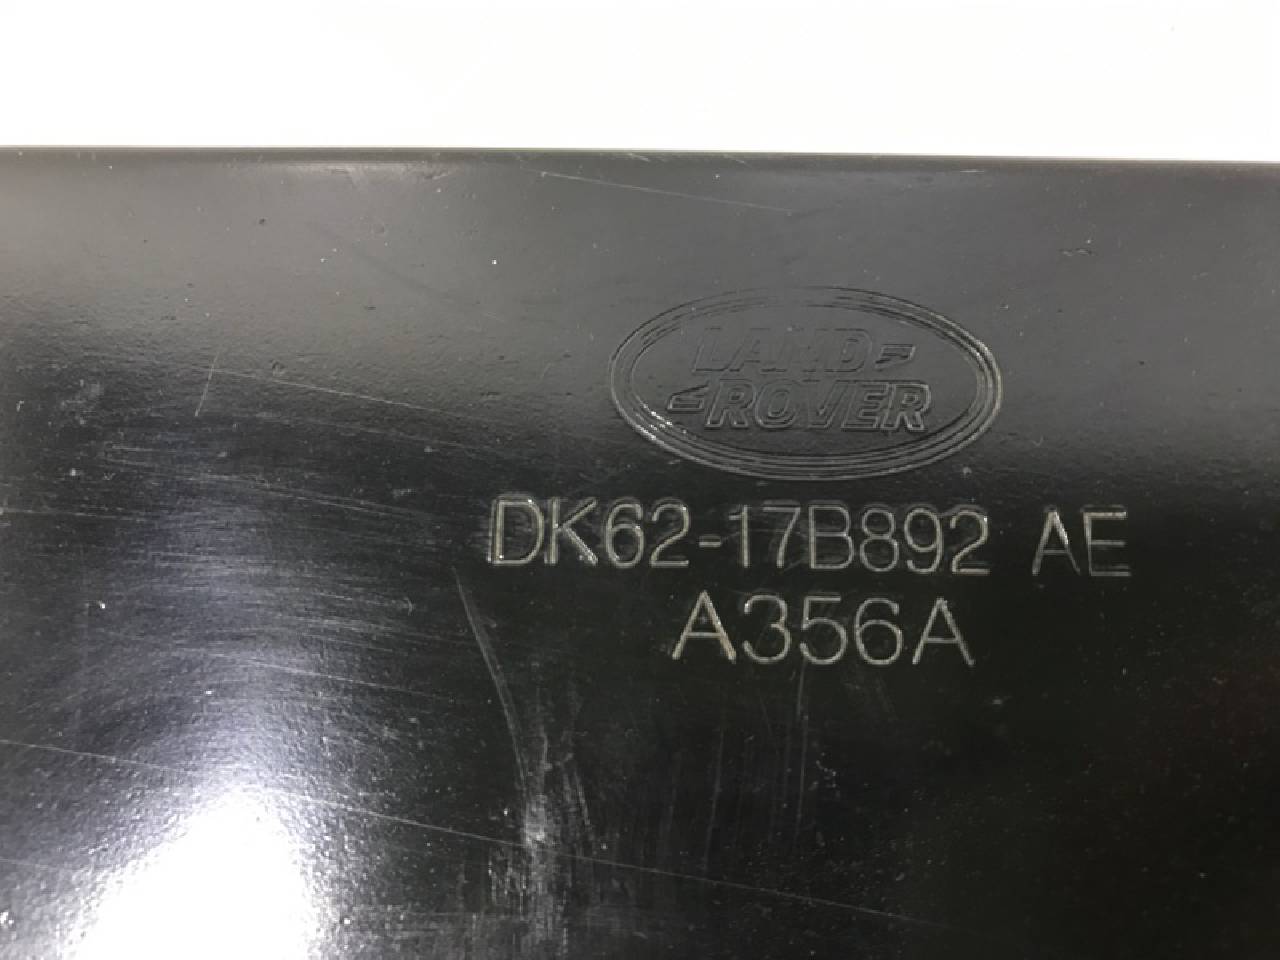 LAND
ROVER
DK62-17B892 AE
A356A